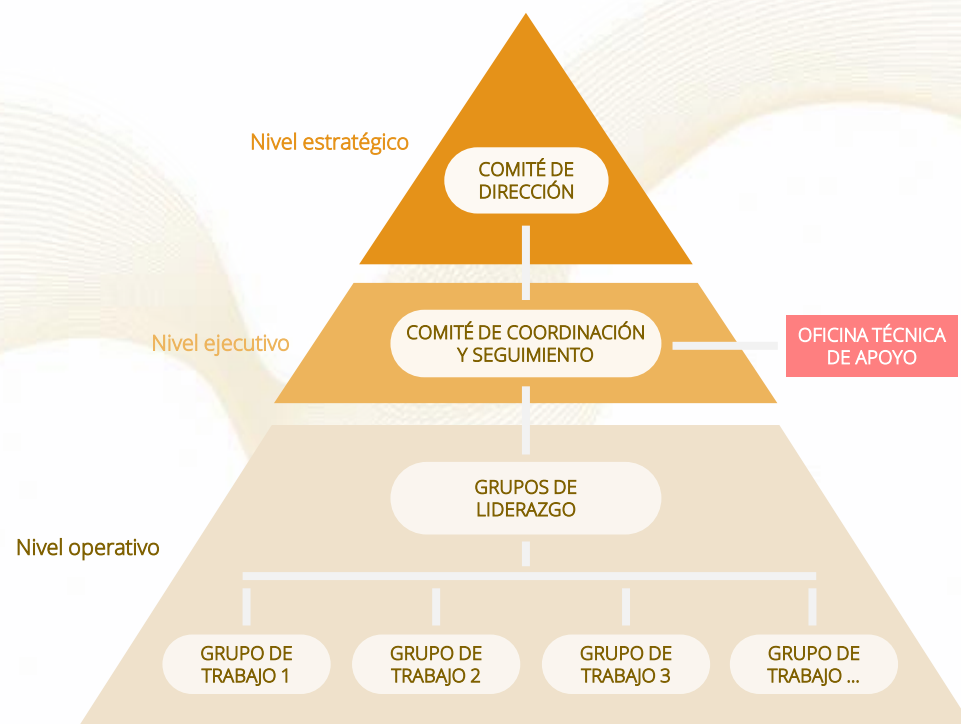 Nivel estratégico
COMITÉ DE
DIRECCIÓN
Nivel ejecutivo
COMITÉ DE COORDINACIÓN
Y SEGUIMIENTO
OFICINA TÉCNICA
DE APOYO
GRUPOS DE
LIDERAZGO
Nivel operativo
GRUPO DE
TRABAJO 1
GRUPO DE
TRABAJO 2
GRUPO DE
TRABAJO 3
GRUPO DE
TRABAJO ...